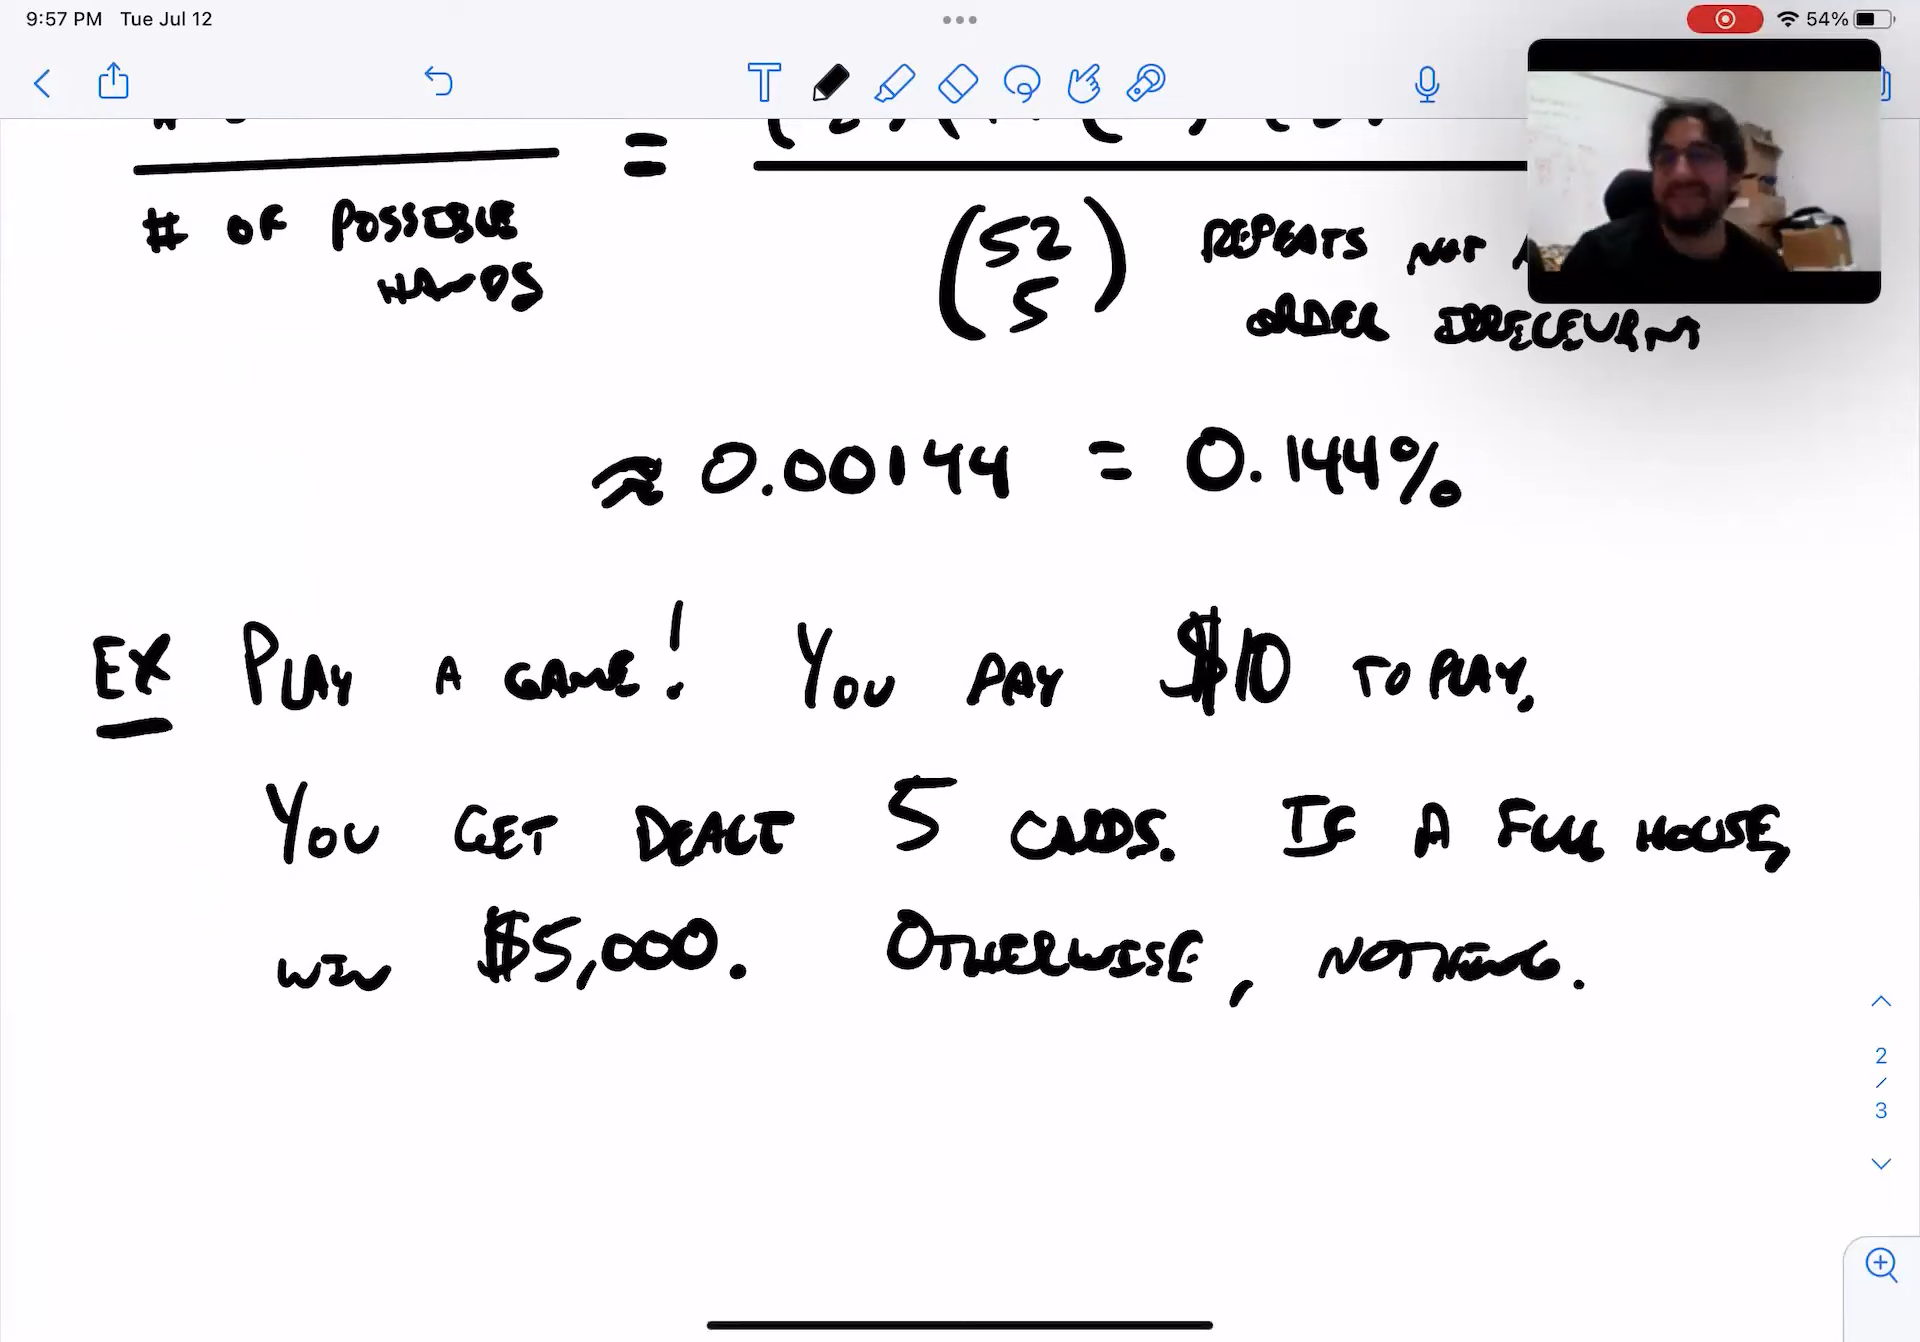 9:57 PM Tue Jul 12
54%
=
# OF POSSIBLE
HANDS
(52
5)
REPEATS NOT
ORDER IRRELEVANT
≈ 0.00144 = 0.144%
EX PLAY A GAME! YOU PAY $10 TO PLAY.
YOU GET DEALT 5 CARDS. IF A FULL HOUSE,
WIN $5,000. OTHERWISE, NOTHING.
2
/
3